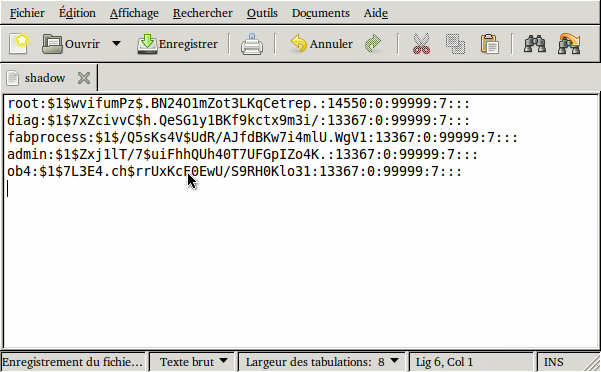 Fichier Édition Affichage Rechercher Outils Documents Aide
Ouvrir Enregistrer Annuler
shadow
root:$1$wvifumPz$.BN24O1mZot3LKqCetrep.:14550:0:99999:7:::
diag:$1$7xZcivvC$h.QeSG1y1BKf9kctx9m3i/:13367:0:99999:7:::
fabprocess:$1$/Q5sKs4V$UdR/AJfdBKw7i4mlU.WgV1:13367:0:99999:7:::
admin:$1$Zxj1lT/7$uiFhhQUh40T7UFGpIZo4K.:13367:0:99999:7:::
ob4:$1$7L3E4.ch$rrUxKcF0EwU/S9RH0Klo31:13367:0:99999:7:::
Enregistrement du fichie... Texte brut Largeur des tabulations: 8 Lig 6, Col 1 INS